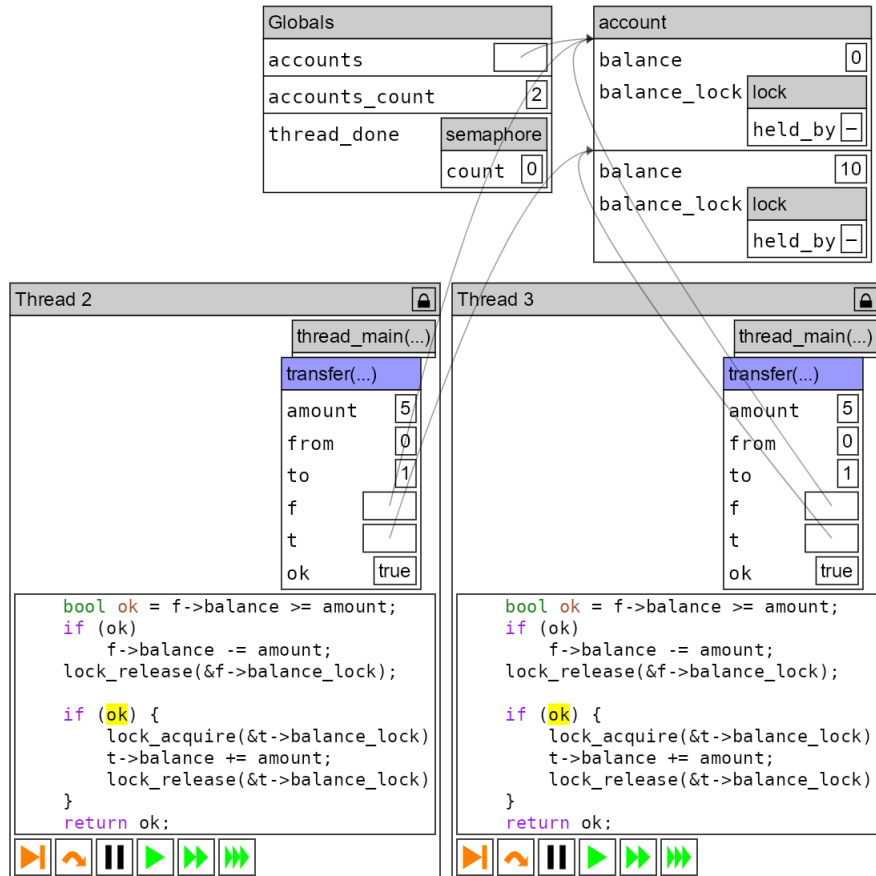 Globals
accounts
accounts_count 2
thread_done semaphore
count 0
account
balance 0
balance_lock lock
held_by –
balance 10
balance_lock lock
held_by –
Thread 2
thread_main(...)
transfer(...)
amount 5
from 0
to 1
f
t
ok true
bool ok = f->balance >= amount;
if (ok)
f->balance -= amount;
lock_release(&f->balance_lock);
if (ok) {
lock_acquire(&t->balance_lock)
t->balance += amount;
lock_release(&t->balance_lock)
}
return ok;
Thread 3
thread_main(...)
transfer(...)
amount 5
from 0
to 1
f
t
ok true
bool ok = f->balance >= amount;
if (ok)
f->balance -= amount;
lock_release(&f->balance_lock);
if (ok) {
lock_acquire(&t->balance_lock)
t->balance += amount;
lock_release(&t->balance_lock)
}
return ok;